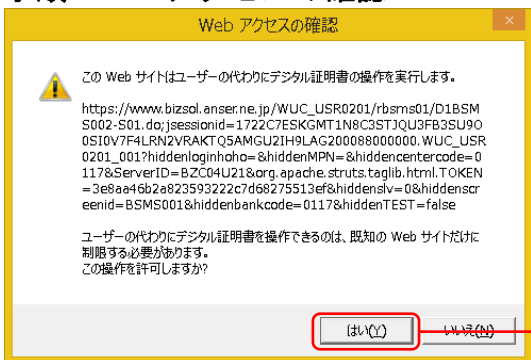 Web アクセスの確認
この Web サイトはユーザーの代わりにデジタル証明書の操作を実行します。
https://www.bizsol.anser.ne.jp/WUC_USR0201/rbsms01/D1BSM
S002-S01.do;jsessionid=1722C7ESKGMT1N8C3STJQU3FB3SU9O
0SI0V7F4LRN2VRAKTQ5AMGU2IH9LAG200088000000.WUC_USR
0201_001?hiddenloginhoho=&hiddenMPN=&hiddencentercode=0
117&ServerID=BZC04U21&org.apache.struts.taglib.html.TOKEN
=3e8aa46b2a823593222c7d68275513ef&hiddenslv=0&hiddenscr
eenid=BSMS001&hiddenbankcode=0117&hiddenTEST=false
ユーザーの代わりにデジタル証明書を操作できるのは、既知の Web サイトだけに
制限する必要があります。
この操作を許可しますか?
はい(Y)
いいえ(N)